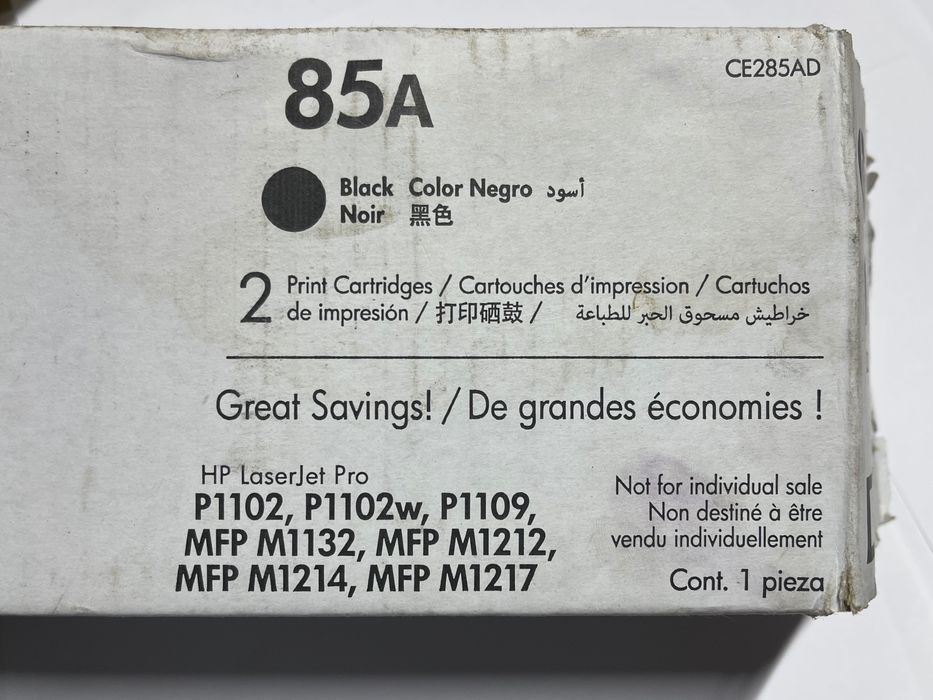 85A
CE285AD
Black Color Negro أسود
Noir 黑色
2 Print Cartridges / Cartouches d'impression / Cartuchos
de impresión / 打印硒鼓 / خراطيش مسحوق الحبر للطباعة
Great Savings! / De grandes économies !
HP LaserJet Pro
P1102, P1102w, P1109,
MFP M1132, MFP M1212,
MFP M1214, MFP M1217
Not for individual sale
Non destiné à être
vendu individuellement
Cont. 1 pieza